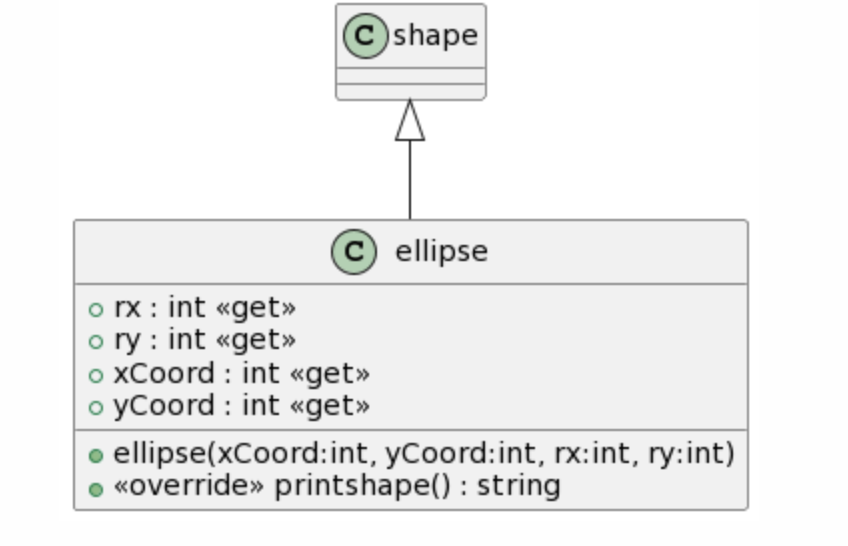 C shape
C ellipse
rx : int «get»
ry : int «get»
xCoord : int «get»
yCoord : int «get»
ellipse(xCoord:int, yCoord:int, rx:int, ry:int)
«override» printshape() : string